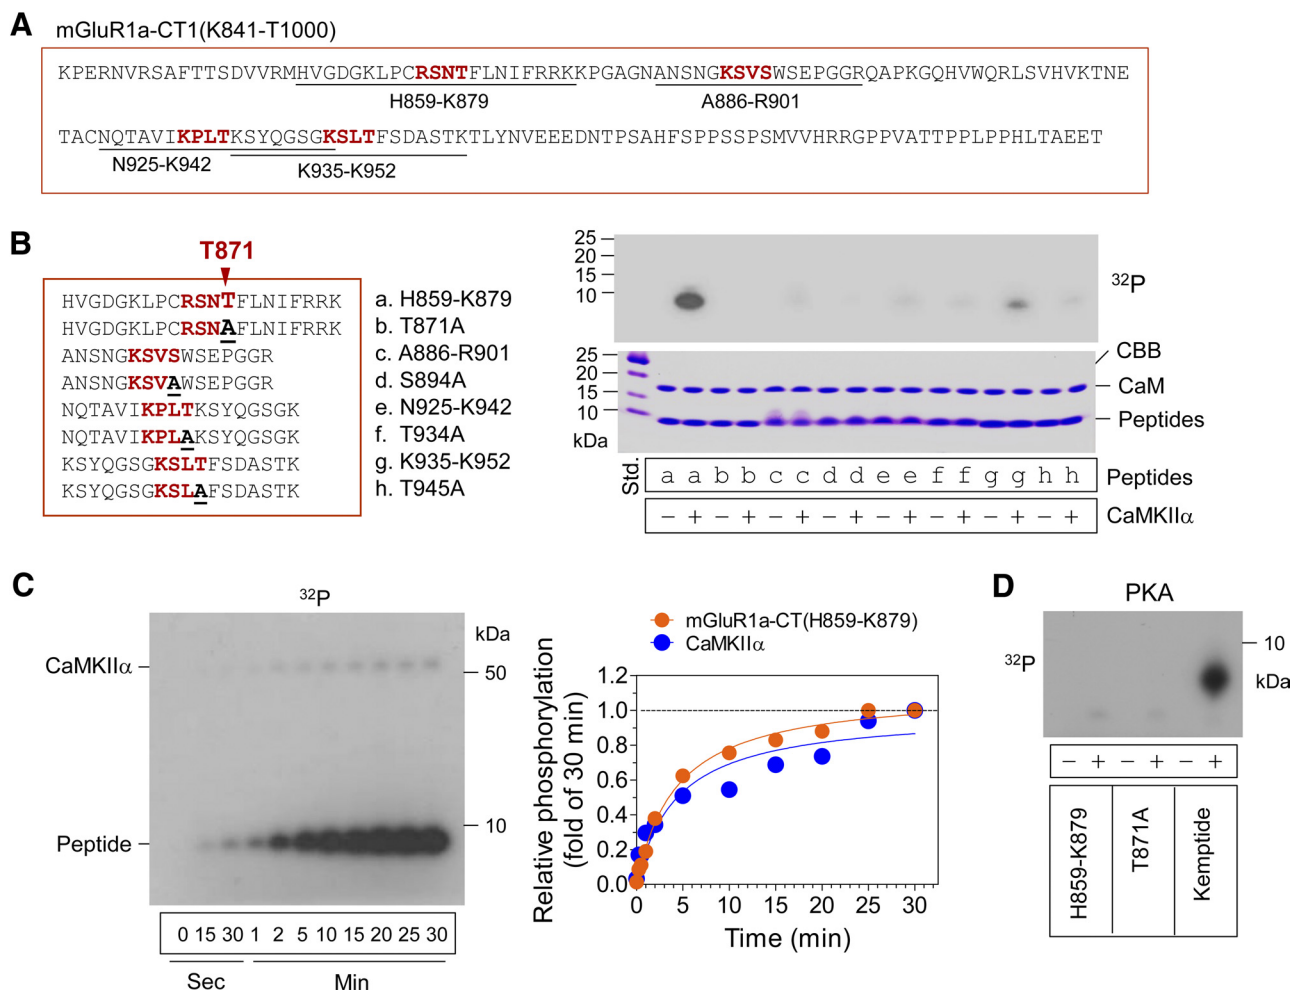 A
mGluR1a-CT1(K841-T1000)
KPERNVRSAFTTSDVVRMHVGDGKLPCRSNTFLNIFRRKKPGAGNANSNGKSVSWSEPGGRQAPKGQHVWQRLSVHVKTNE
H859-K879
A886-R901
TACNQTAVIKPLTKSYQGSGKSLTFSDASTKTLYNVEEEDNTPSAHFSPPSSPSMVVHRRGPPVATTPPLPPHLTAEET
N925-K942
K935-K952
B
T871
HVGDGKLPCRSNTFLNIFRRK a. H859-K879
HVGDGKLPCRSNAFLNIFRRK b. T871A
ANSNGKSVSWSEPGGR c. A886-R901
ANSNGKSVAWSEPGGR d. S894A
NQTAVIKPLTKSYQGSGK e. N925-K942
NQTAVIKPLAKSYQGSGK f. T934A
KSYQGSGKSLTFSDASTK g. K935-K952
KSYQGSGKSLAFSDASTK h. T945A
25
20
15
10
32P
25
20
15
10
kDa
CBB
CaM
Peptides
Std.
a a b b c c d d e e f f g g h h Peptides
− + − + − + − + − + − + − + − + CaMKIIα
C
32P
kDa
CaMKIIα
50
10
Peptide
0 15 30 1 2 5 10 15 20 25 30
Sec Min
mGluR1a-CT(H859-K879)
CaMKIIα
Relative phosphorylation
(fold of 30 min)
1.2
1.0
0.8
0.6
0.4
0.2
0.0
0 5 10 15 20 25 30
Time (min)
D
PKA
32P
10
kDa
− + − + − +
H859-K879
T871A
Kemptide